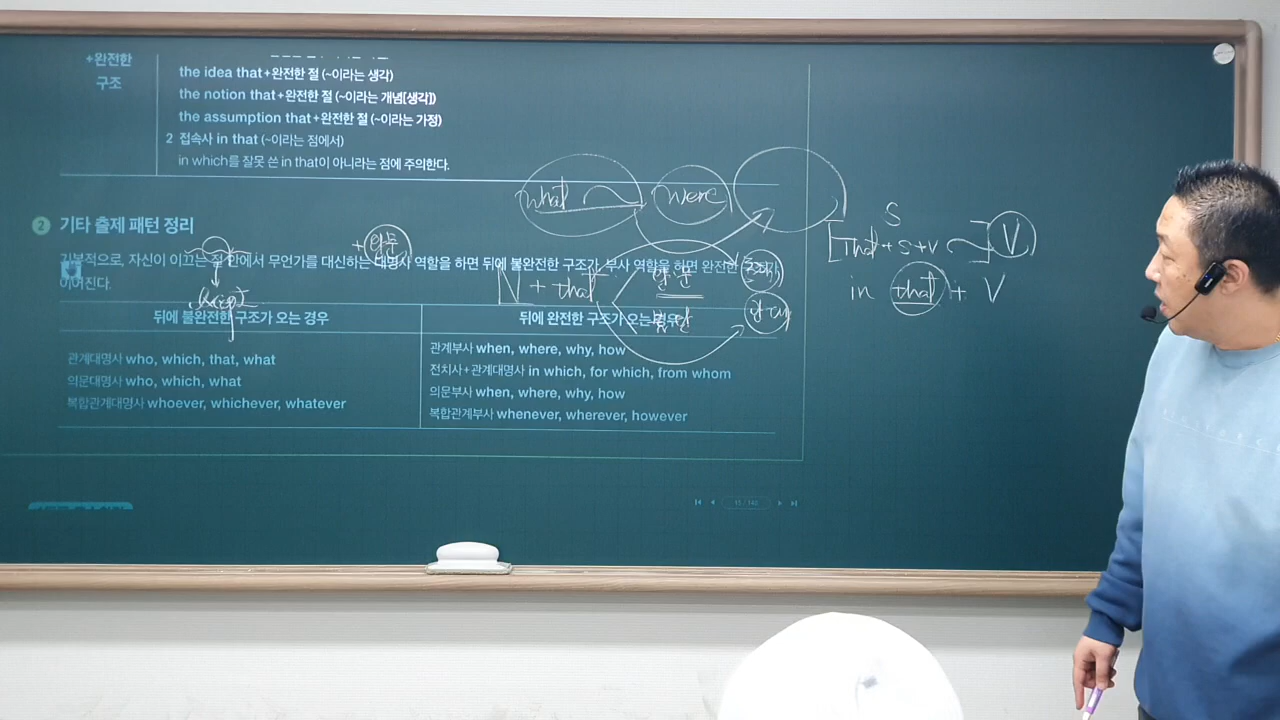 +완전한
구조
the idea that+완전한 절 (~이라는 생각)
the notion that+완전한 절 (~이라는 개념[생각])
the assumption that+완전한 절 (~이라는 가정)
2 접속사 in that (~이라는 점에서)
in which를 잘못 쓴 in that이 아니라는 점에 주의한다.
what were
S
[That+S+V ] V
in that + V
2 기타 출제 패턴 정리
+완
기본적으로, 자신이 이끄는 절 안에서 무언가를 대신하는 대명사 역할을 하면 뒤에 불완전한 구조가, 부사 역할을 하면 완전한
이어진다.
N + that
뒤에 불완전한 구조가 오는 경우
뒤에 완전한 구조가 오는 경우
관계대명사 who, which, that, what
의문대명사 who, which, what
복합관계대명사 whoever, whichever, whatever
관계부사 when, where, why, how
전치사+관계대명사 in which, for which, from whom
의문부사 when, where, why, how
복합관계부사 whenever, wherever, however